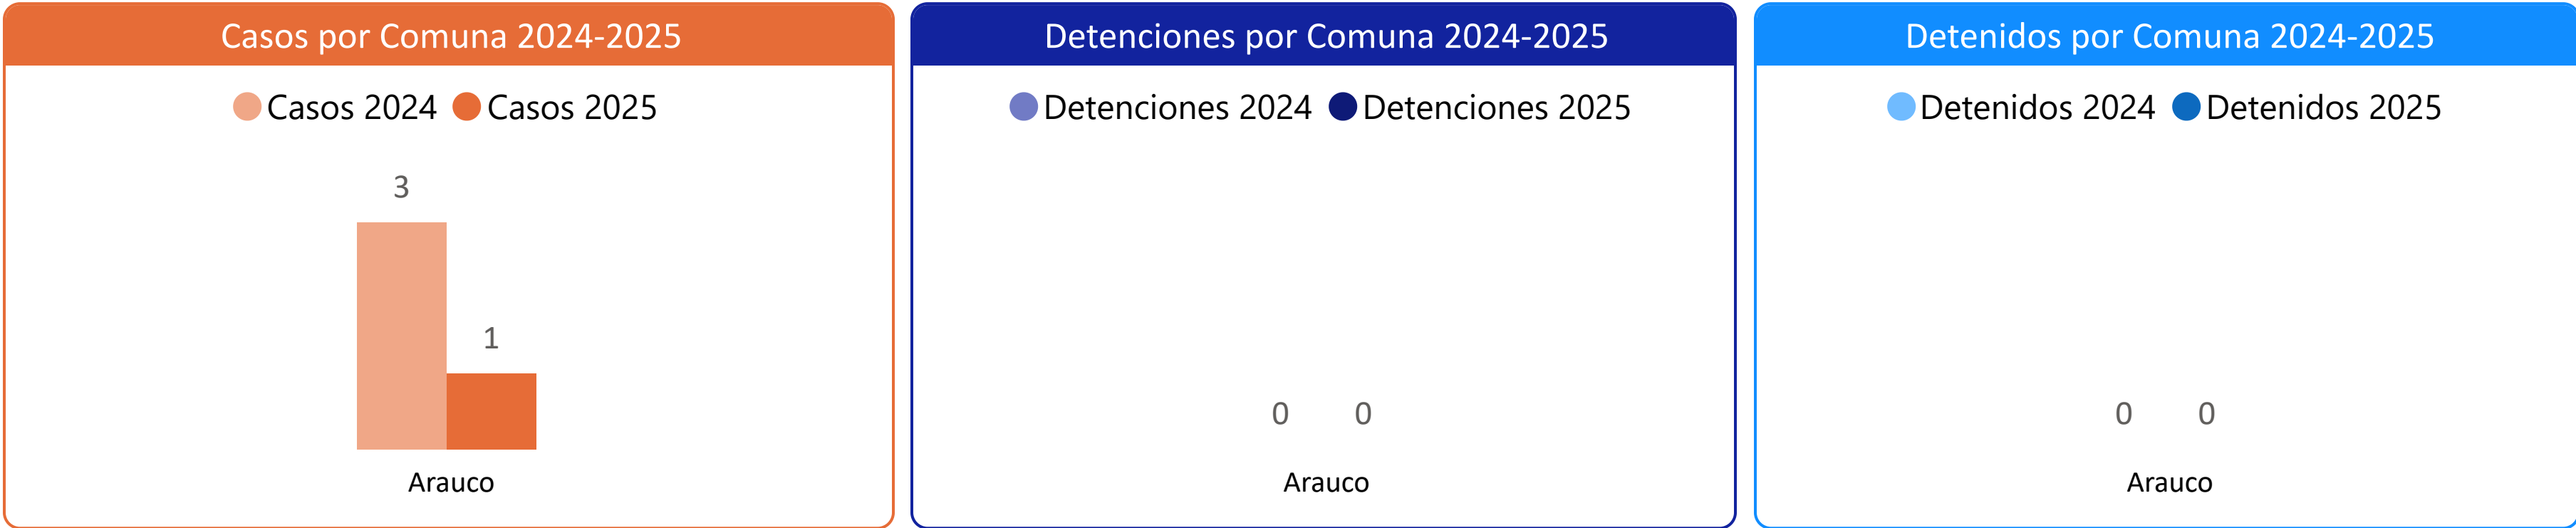 Casos por Comuna 2024-2025
Casos 2024 Casos 2025
3
1
Arauco
Detenciones por Comuna 2024-2025
Detenciones 2024 Detenciones 2025
0 0
Arauco
Detenidos por Comuna 2024-2025
Detenidos 2024 Detenidos 2025
0 0
Arauco